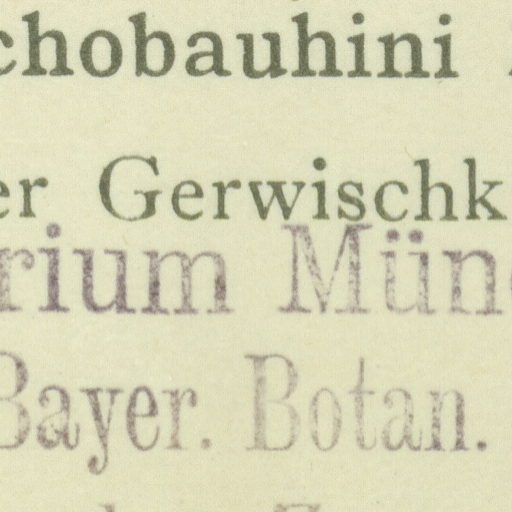 chobauhini
er Gerwischk
rium Mün
Bayer. Botan.